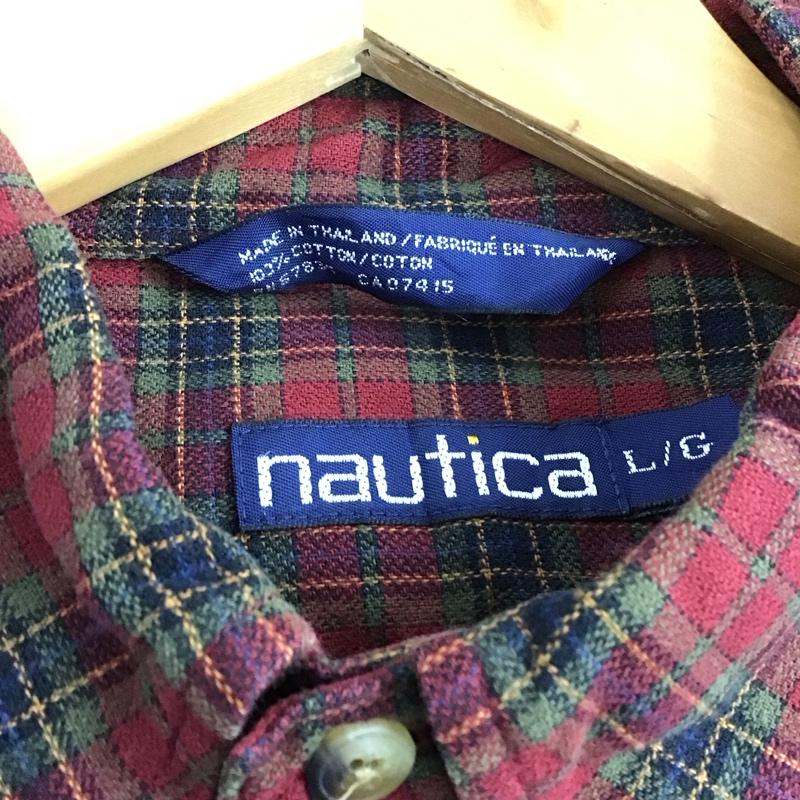 MADE IN THAILAND / FABRIQUÉ EN THAILANDE
100% COTTON / COTON
CA07415
nautica L/G